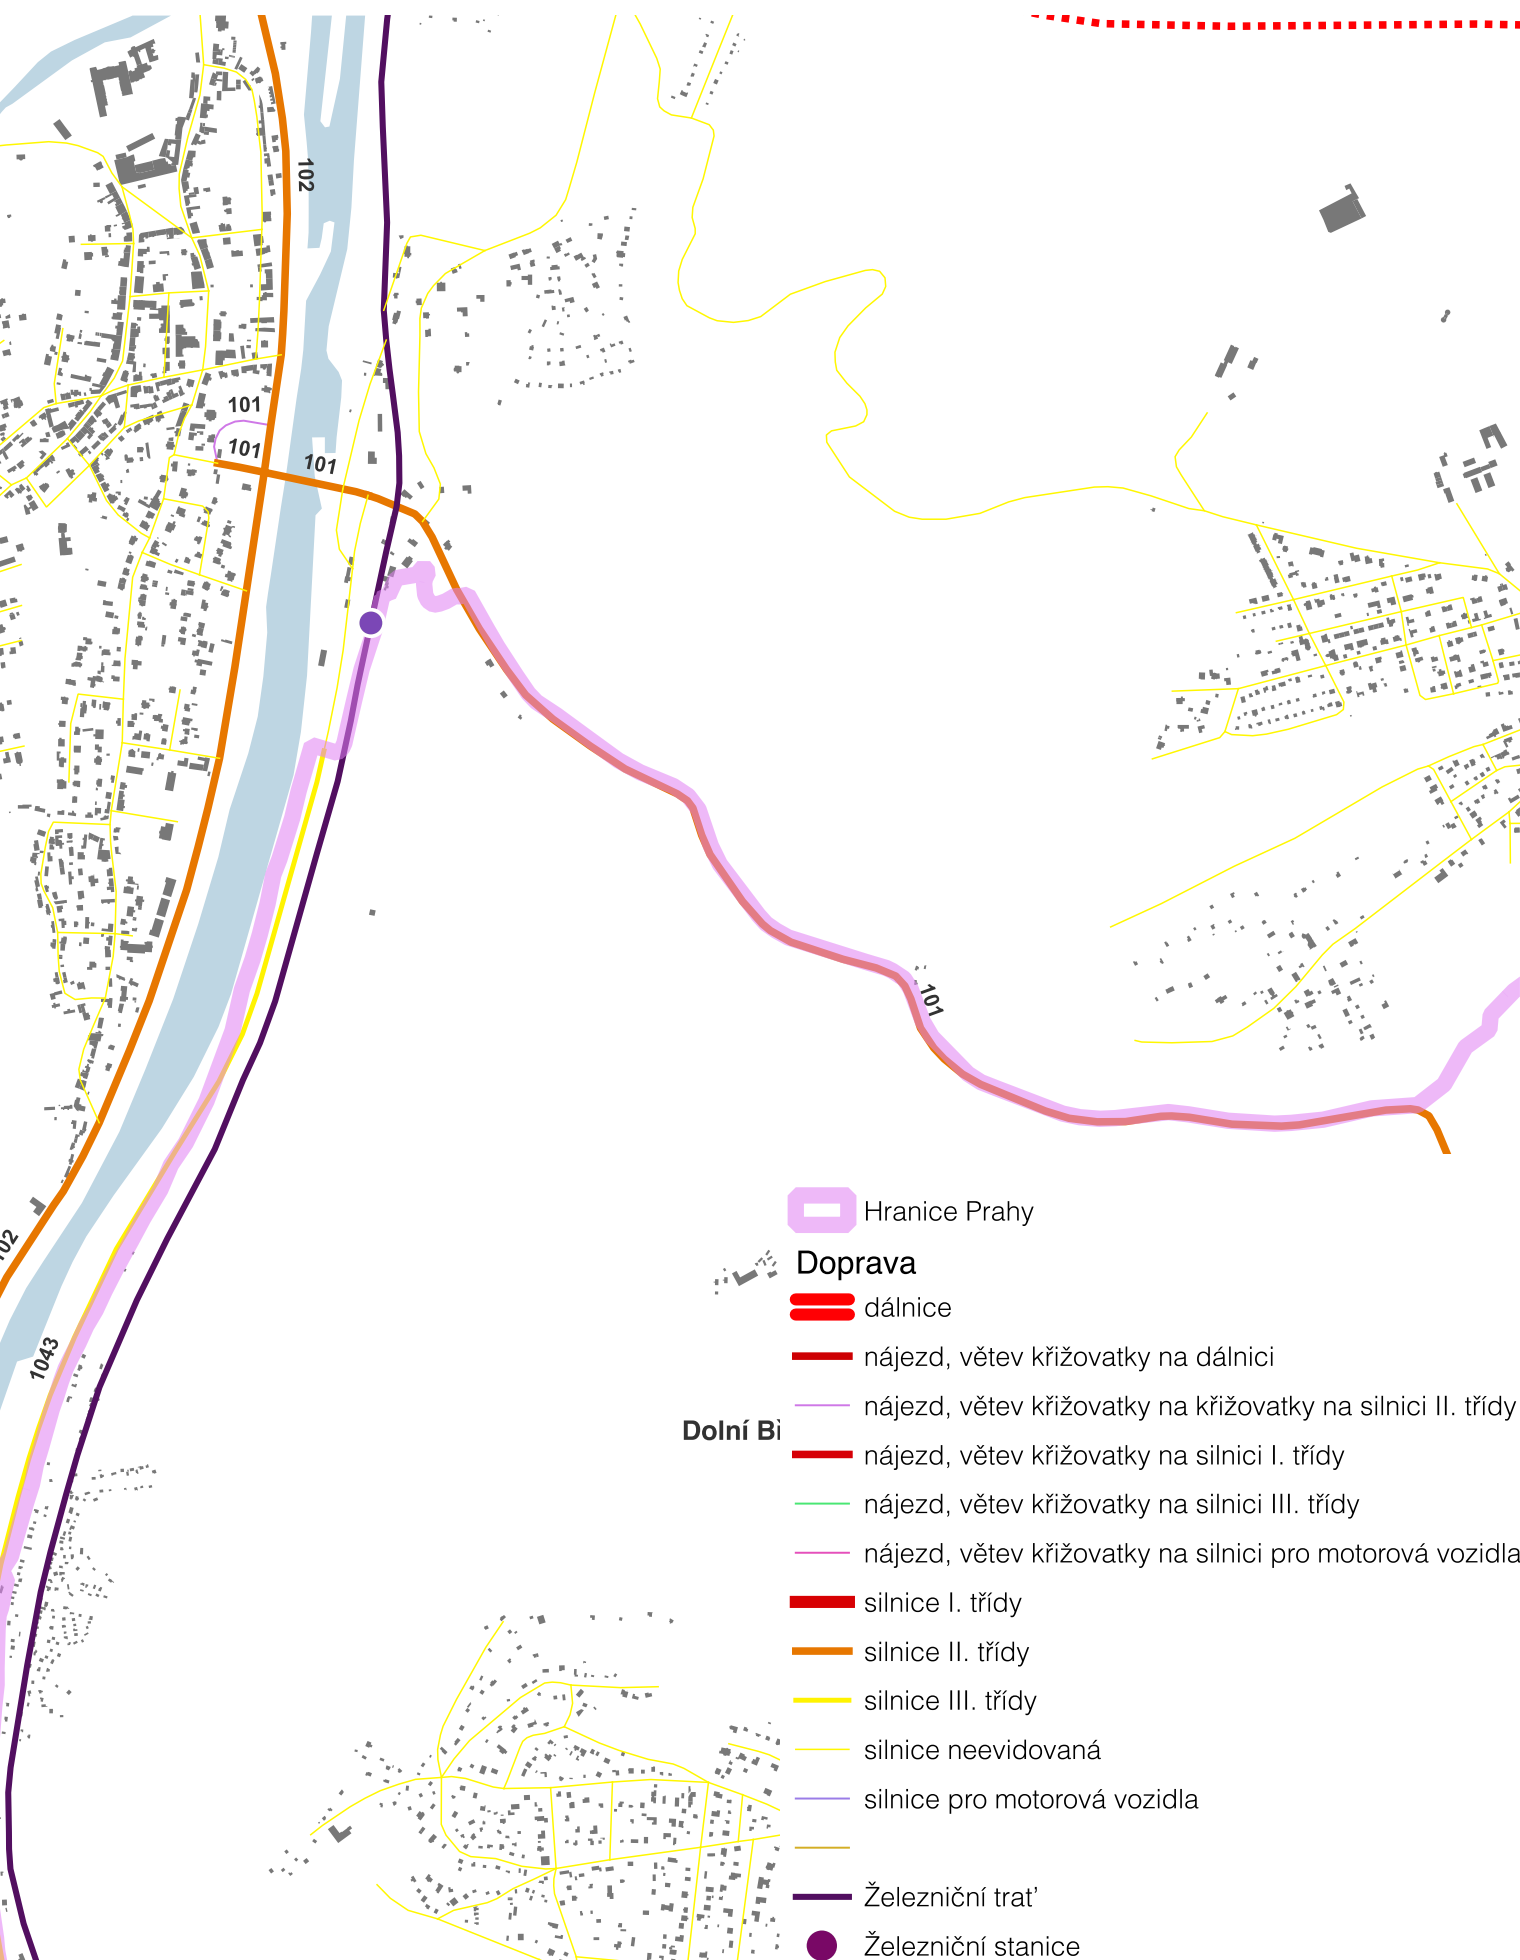 102
101
101
101
101
102
1043
Dolní Bř
Hranice Prahy
Doprava
dálnice
nájezd, větev křižovatky na dálnici
nájezd, větev křižovatky na křižovatky na silnici II. třídy
nájezd, větev křižovatky na silnici I. třídy
nájezd, větev křižovatky na silnici III. třídy
nájezd, větev křižovatky na silnici pro motorová vozidla
silnice I. třídy
silnice II. třídy
silnice III. třídy
silnice neevidovaná
silnice pro motorová vozidla
Železniční trať
Železniční stanice